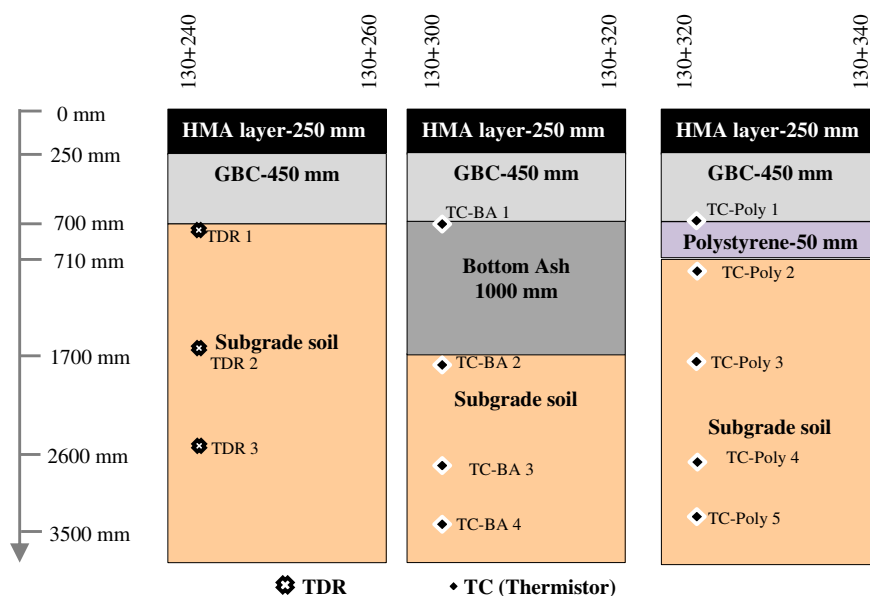 130+240
130+260
130+300
130+320
130+320
130+340
0 mm
250 mm
700 mm
710 mm
1700 mm
2600 mm
3500 mm
HMA layer-250 mm
GBC-450 mm
TDR 1
Subgrade soil
TDR 2
TDR 3
HMA layer-250 mm
GBC-450 mm
TC-BA 1
Bottom Ash
1000 mm
TC-BA 2
Subgrade soil
TC-BA 3
TC-BA 4
HMA layer-250 mm
GBC-450 mm
TC-Poly 1
Polystyrene-50 mm
TC-Poly 2
TC-Poly 3
Subgrade soil
TC-Poly 4
TC-Poly 5
TDR
TC (Thermistor)